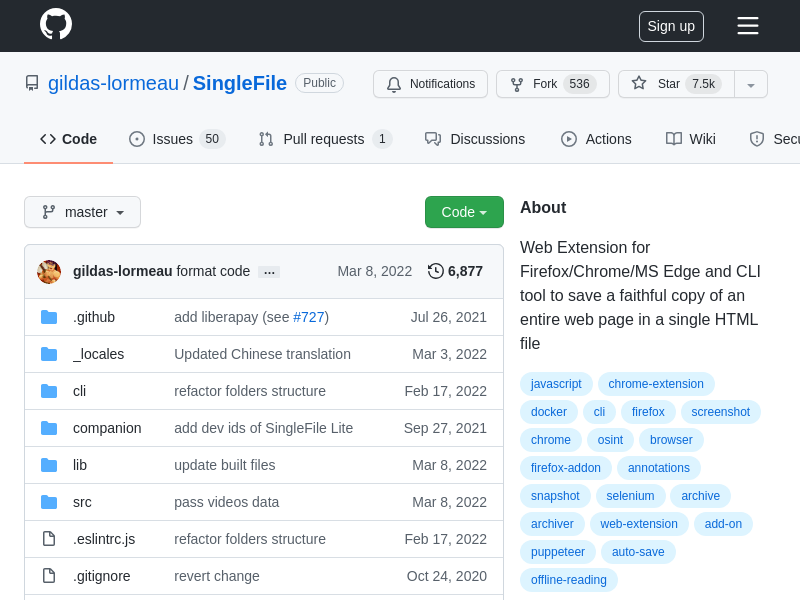 Sign up
gildas-lormeau / SingleFile Public
Notifications Fork 536 Star 7.5k
Code Issues 50 Pull requests 1 Discussions Actions Wiki Secu
master Code
gildas-lormeau format code ... Mar 8, 2022 6,877
.github add liberapay (see #727) Jul 26, 2021
_locales Updated Chinese translation Mar 3, 2022
cli refactor folders structure Feb 17, 2022
companion add dev ids of SingleFile Lite Sep 27, 2021
lib update built files Mar 8, 2022
src pass videos data Mar 8, 2022
.eslintrc.js refactor folders structure Feb 17, 2022
.gitignore revert change Oct 24, 2020
About
Web Extension for
Firefox/Chrome/MS Edge and CLI
tool to save a faithful copy of an
entire web page in a single HTML
file
javascript chrome-extension
docker cli firefox screenshot
chrome osint browser
firefox-addon annotations
snapshot selenium archive
archiver web-extension add-on
puppeteer auto-save
offline-reading